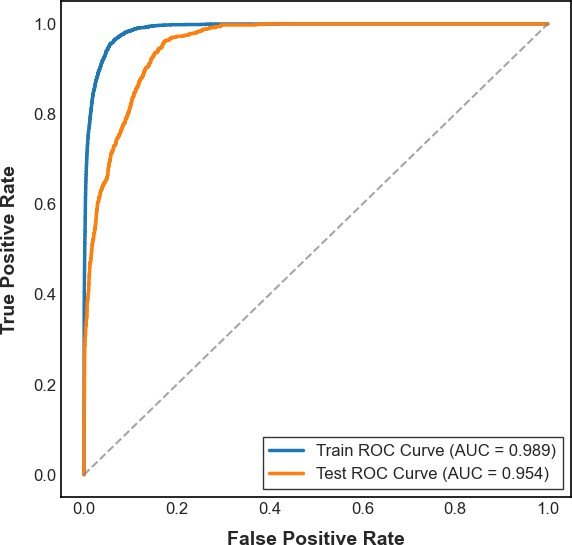 1.0
0.8
0.6
0.4
0.2
0.0
True Positive Rate
Train ROC Curve (AUC = 0.989)
Test ROC Curve (AUC = 0.954)
0.0 0.2 0.4 0.6 0.8 1.0
False Positive Rate